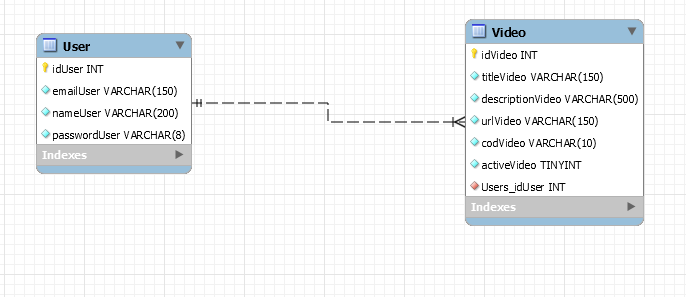 User
idUser INT
emailUser VARCHAR(150)
nameUser VARCHAR(200)
passwordUser VARCHAR(8)
Indexes
Video
idVideo INT
titleVideo VARCHAR(150)
descriptionVideo VARCHAR(500)
urlVideo VARCHAR(150)
codVideo VARCHAR(10)
activeVideo TINYINT
Users_idUser INT
Indexes